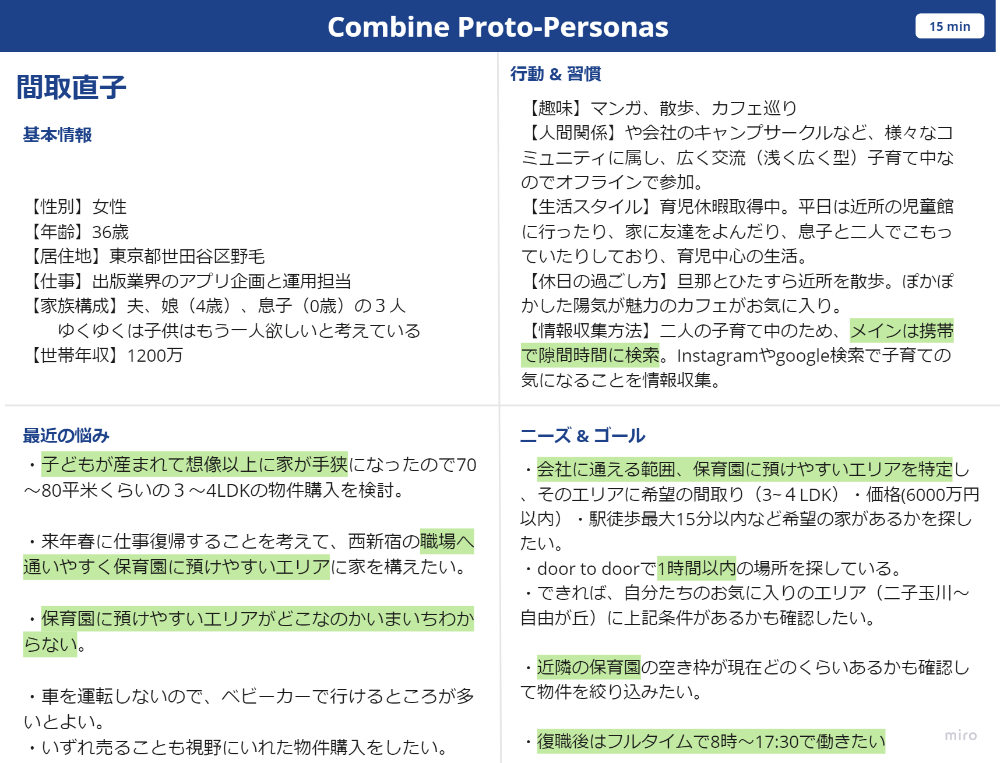 Combine Proto-Personas
15 min
間取直子
基本情報
【性別】女性
【年齢】36歳
【居住地】東京都世田谷区野毛
【仕事】出版業界のアプリ企画と運用担当
【家族構成】夫、娘（4歳）、息子（0歳）の３人
ゆくゆくは子供はもう一人欲しいと考えている
【世帯年収】1200万
行動 & 習慣
【趣味】マンガ、散歩、カフェ巡り
【人間関係】や会社のキャンプサークルなど、様々なコ
ミュニティに属し、広く交流（浅く広く型）子育て中な
のでオフラインで参加。
【生活スタイル】育児休暇取得中。平日は近所の児童館
に行ったり、家に友達をよんだり、息子と二人でこもっ
ていたりしており、育児中心の生活。
【休日の過ごし方】旦那とひたすら近所を散歩。ぽかぽ
かした陽気が魅力のカフェがお気に入り。
【情報収集方法】二人の子育て中のため、メインは携帯
で隙間時間に検索。Instagramやgoogle検索で子育ての
気になることを情報収集。
最近の悩み
・子どもが産まれて想像以上に家が手狭になったので70
〜80平米くらいの３〜4LDKの物件購入を検討。
・来年春に仕事復帰することを考えて、西新宿の職場へ
通いやすく保育園に預けやすいエリアに家を構えたい。
・保育園に預けやすいエリアがどこなのかいまいちわか
らない。
・車を運転しないので、ベビーカーで行けるところが多
いとよい。
・いずれ売ることも視野にいれた物件購入をしたい。
ニーズ & ゴール
・会社に通える範囲、保育園に預けやすいエリアを特定し
、そのエリアに希望の間取り（3~４LDK）・価格(6000万円
以内）・駅徒歩最大15分以内など希望の家があるかを探し
たい。
・door to doorで1時間以内の場所を探している。
・できれば、自分たちのお気に入りのエリア（二子玉川〜
自由が丘）に上記条件があるかも確認したい。
・近隣の保育園の空き枠が現在どのくらいあるかも確認し
て物件を絞り込みたい。
・復職後はフルタイムで8時〜17:30で働きたい
miro